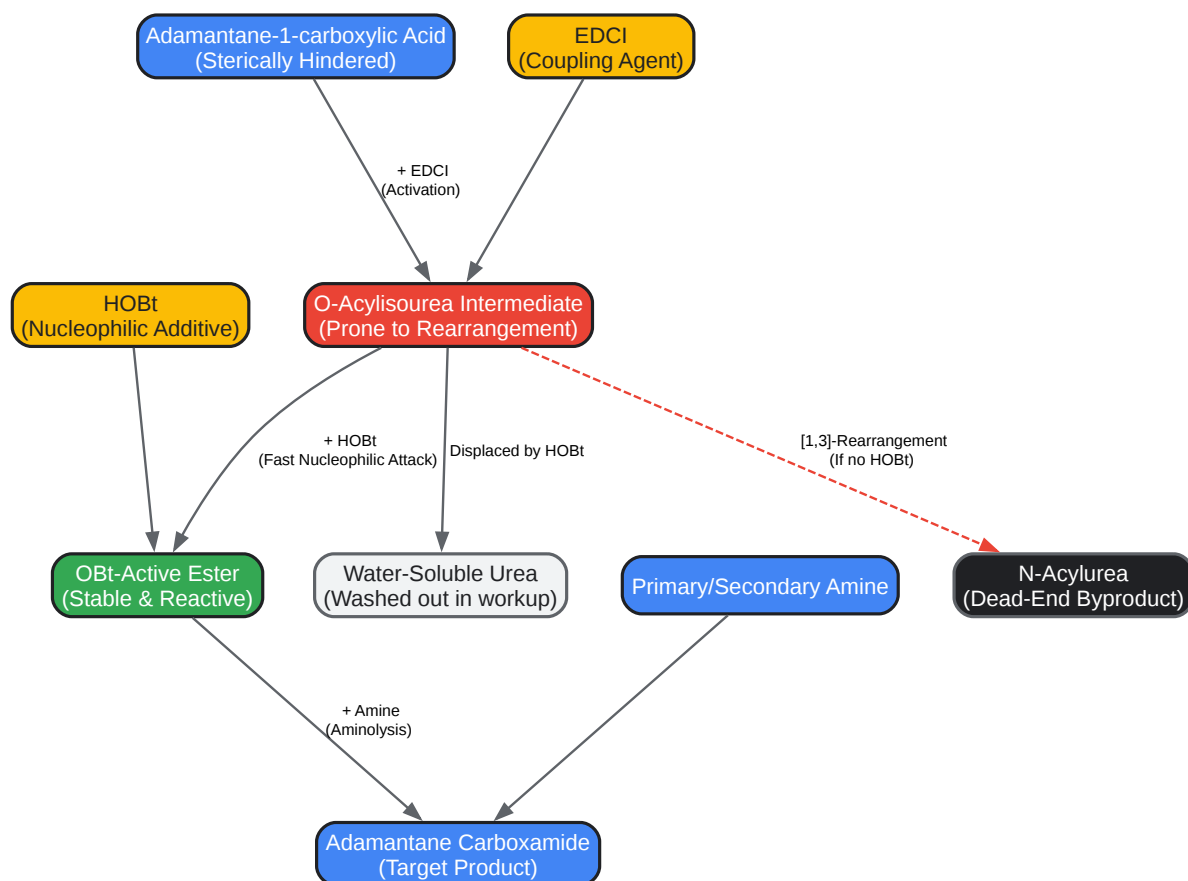 Adamantane-1-carboxylic Acid
(Sterically Hindered)
EDCI
(Coupling Agent)
+ EDCI
(Activation)
HOBt
(Nucleophilic Additive)
O-Acylisourea Intermediate
(Prone to Rearrangement)
+ HOBt
(Fast Nucleophilic Attack)
Displaced by HOBt
[1,3]-Rearrangement
(If no HOBt)
OBt-Active Ester
(Stable & Reactive)
Water-Soluble Urea
(Washed out in workup)
Primary/Secondary Amine
N-Acylurea
(Dead-End Byproduct)
+ Amine
(Aminolysis)
Adamantane Carboxamide
(Target Product)